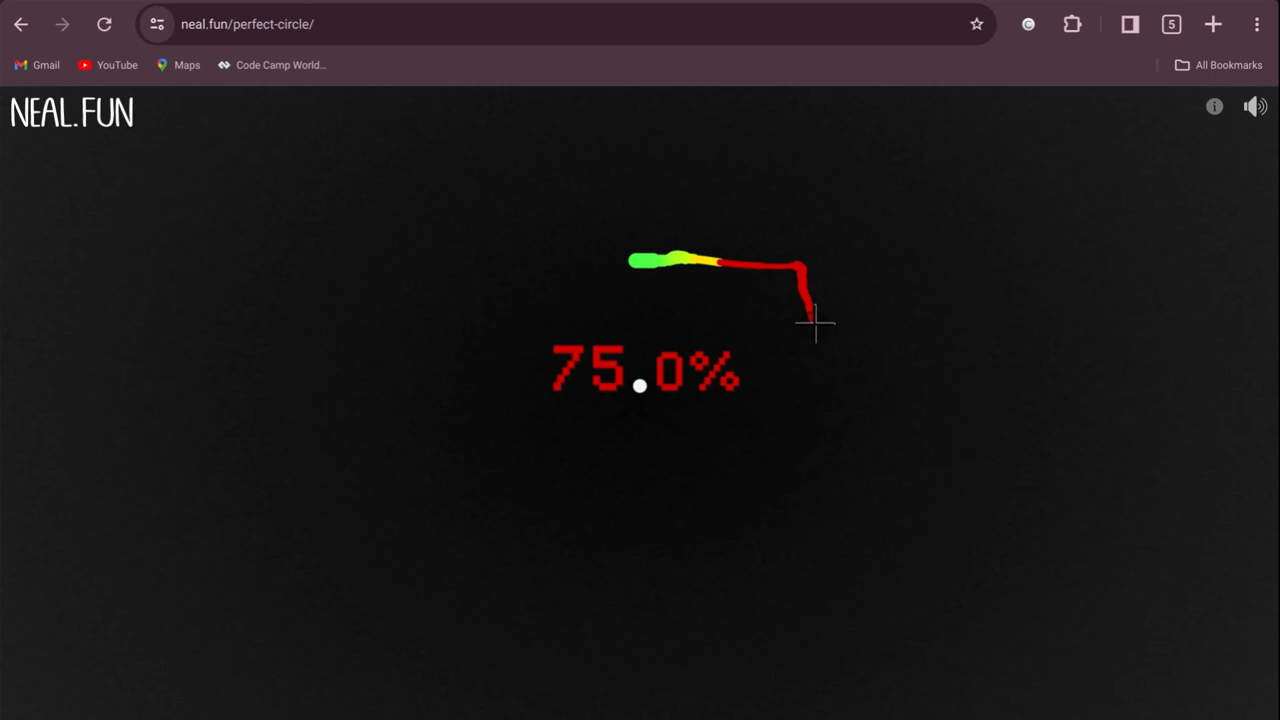 neal.fun/perfect-circle/
5
Gmail
YouTube
Maps
Code Camp World...
All Bookmarks
NEAL.FUN
i
75.0%